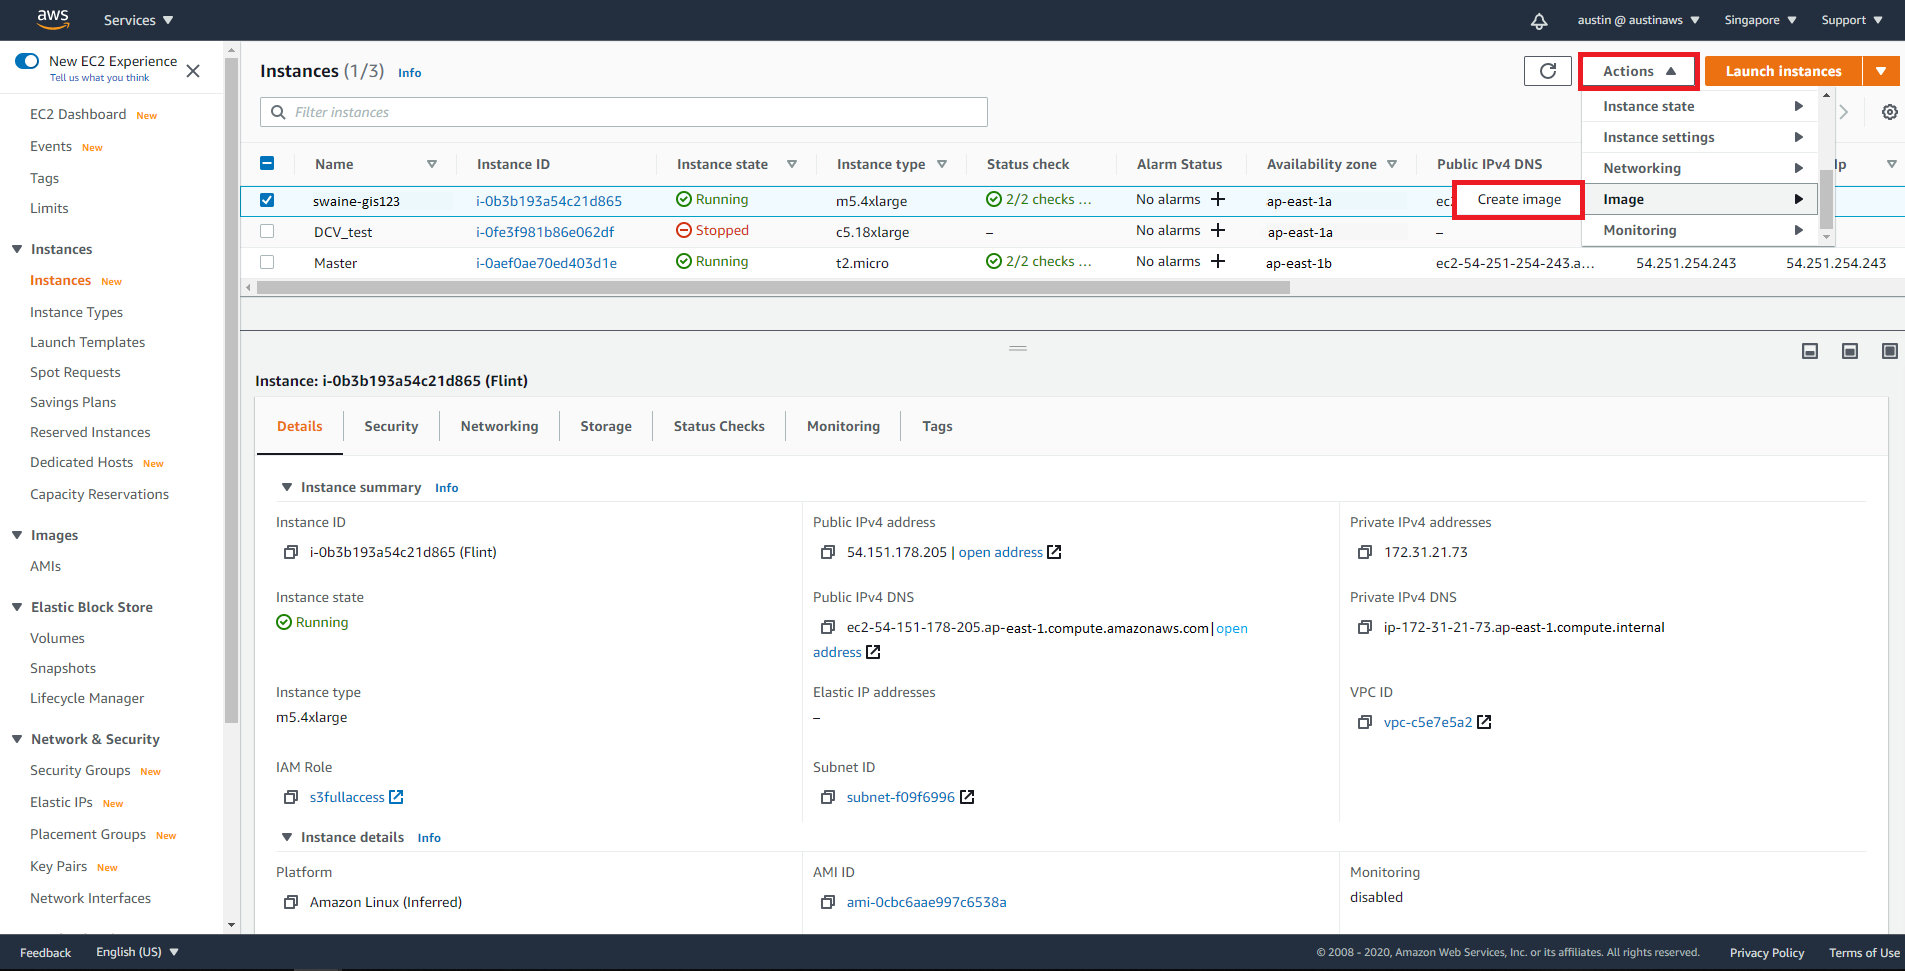 aws
Services
austin @ austinaws
Singapore
Support
New EC2 Experience
Tell us what you think
EC2 Dashboard New
Events New
Tags
Limits
Instances
Instances New
Instance Types
Launch Templates
Spot Requests
Savings Plans
Reserved Instances
Dedicated Hosts New
Capacity Reservations
Images
AMIs
Elastic Block Store
Volumes
Snapshots
Lifecycle Manager
Network & Security
Security Groups New
Elastic IPs New
Placement Groups New
Key Pairs New
Network Interfaces
Instances (1/3) Info
Actions
Launch instances
Filter instances
Instance state
Instance settings
Networking
Image
Monitoring
Create image
Name Instance ID Instance state Instance type Status check Alarm Status Availability zone Public IPv4 DNS Ip
swaine-gis123 i-0b3b193a54c21d865 Running m5.4xlarge 2/2 checks ... No alarms + ap-east-1a ec2
DCV_test i-0fe3f981b86e062df Stopped c5.18xlarge – No alarms + ap-east-1a –
Master i-0aef0ae70ed403d1e Running t2.micro 2/2 checks ... No alarms + ap-east-1b ec2-54-251-254-243.a... 54.251.254.243 54.251.254.243
Instance: i-0b3b193a54c21d865 (Flint)
Details Security Networking Storage Status Checks Monitoring Tags
Instance summary Info
Instance ID
i-0b3b193a54c21d865 (Flint)
Public IPv4 address
54.151.178.205 | open address
Private IPv4 addresses
172.31.21.73
Instance state
Running
Public IPv4 DNS
ec2-54-151-178-205.ap-east-1.compute.amazonaws.com|open
address
Private IPv4 DNS
ip-172-31-21-73.ap-east-1.compute.internal
Instance type
m5.4xlarge
Elastic IP addresses
–
VPC ID
vpc-c5e7e5a2
IAM Role
s3fullaccess
Subnet ID
subnet-f09f6996
Instance details Info
Platform
Amazon Linux (Inferred)
AMI ID
ami-0cbc6aae997c6538a
Monitoring
disabled
Feedback
English (US)
© 2008 - 2020, Amazon Web Services, Inc. or its affiliates. All rights reserved.
Privacy Policy
Terms of Use